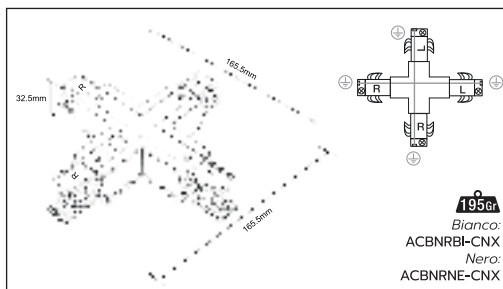 165.5mm
32.5mm
R
R
165.5mm
L
R
L
R
195Gr
Bianco:
ACBNRBI-CNX
Nero:
ACBNRNE-CNX